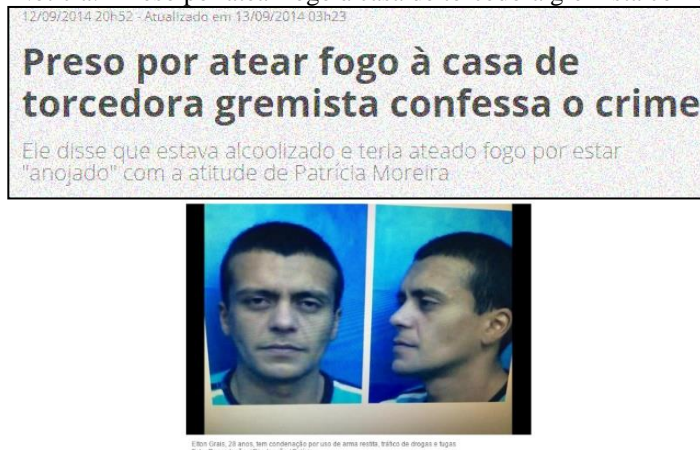 12/09/2014 20h52 - Atualizado em 13/09/2014 03h23
Preso por atear fogo à casa de
torcedora gremista confessa o crime
Ele disse que estava alcoolizado e teria ateado fogo por estar
"anojado" com a atitude de Patrícia Moreira
Elton Grais, 28 anos, tem condenação por uso de arma restrita, tráfico de drogas e fugas